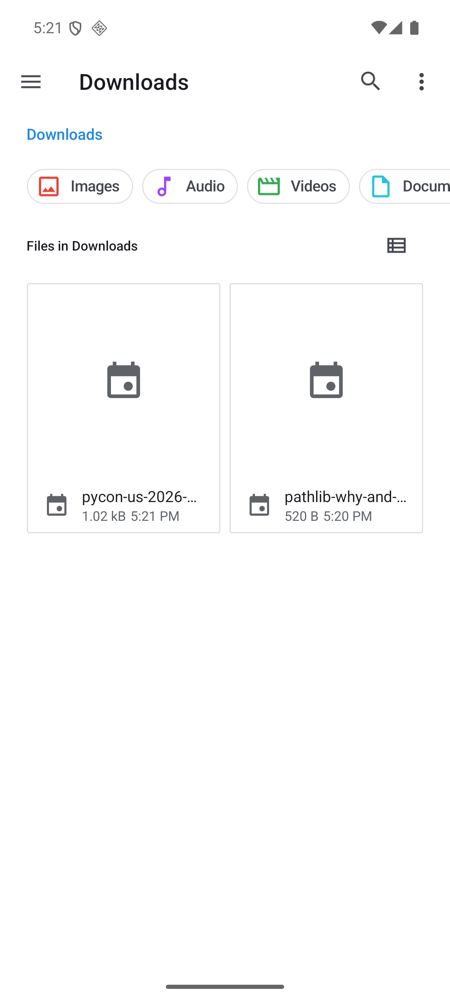 5:21
Downloads
Downloads
Images
Audio
Videos
Docum
Files in Downloads
pycon-us-2026-...
1.02 kB 5:21 PM
pathlib-why-and-...
520 B 5:20 PM